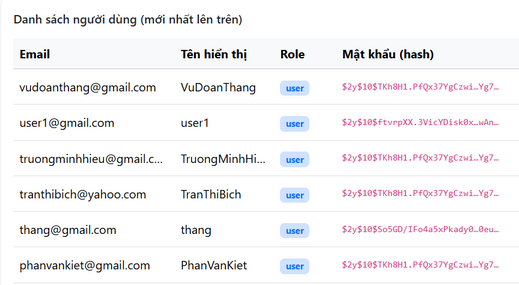 Danh sách người dùng (mới nhất lên trên)
Email Tên hiển thị Role Mật khẩu (hash)
vudoanthang@gmail.com VuDoanThang user $2y$10$TKh8H1.PfQx37YgCzwi…Yg7…
user1@gmail.com user1 user $2y$10$ftvrpXX.3VicYDisk0x…wAn…
truongminhhieu@gmail.c... TruongMinhHi... user $2y$10$TKh8H1.PfQx37YgCzwi…Yg7…
tranthibich@yahoo.com TranThiBich user $2y$10$TKh8H1.PfQx37YgCzwi…Yg7…
thang@gmail.com thang user $2y$10$So5GD/IFo4a5xPkady0…0eu…
phanvankiet@gmail.com PhanVanKiet user $2y$10$TKh8H1.PfQx37YgCzwi…Yg7…